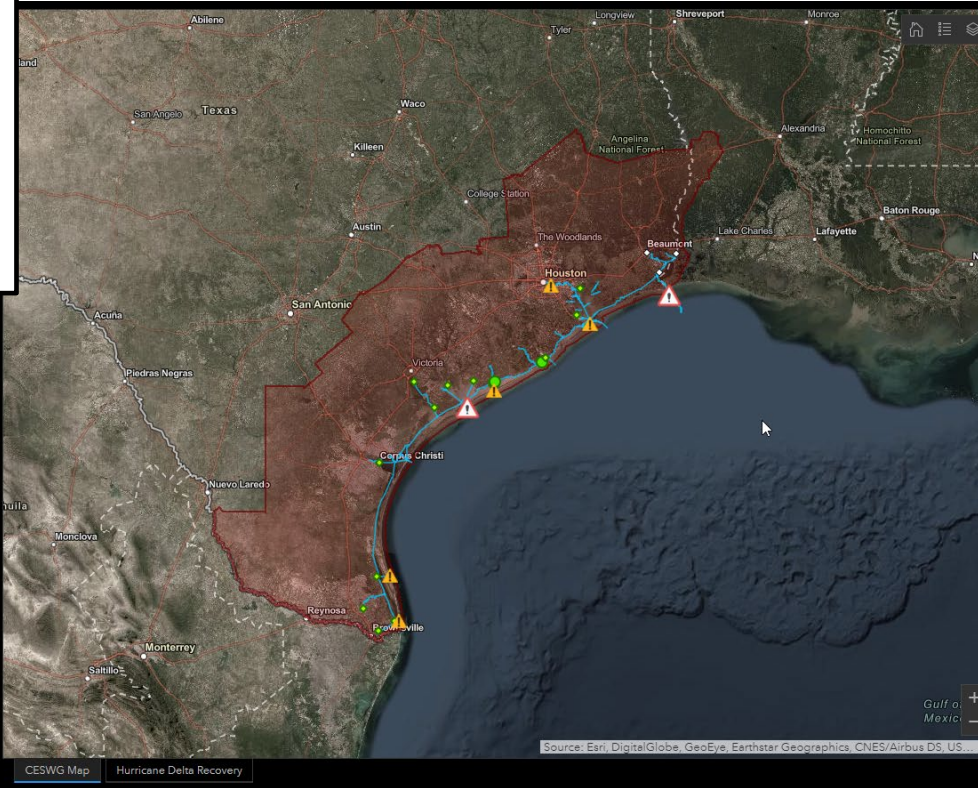 Abilene
Longview
Shreveport
Monroe
Tyler
land
San Angelo
Texas
Waco
Angelina
National Forest
Alexandria
Homochitto
National Forest
Killeen
College Station
Baton Rouge
Austin
The Woodlands
Beaumont
Lake Charles
Lafayette
N
Houston
San Antonio
Acuña
Victoria
Piedras Negras
Corpus Christi
Nuevo Laredo
huila
Monclova
Reynosa
Brownsville
Monterrey
Saltillo
Gulf o
Mexic
Source: Esri, DigitalGlobe, GeoEye, Earthstar Geographics, CNES/Airbus DS, US...
CESWG Map
Hurricane Delta Recovery